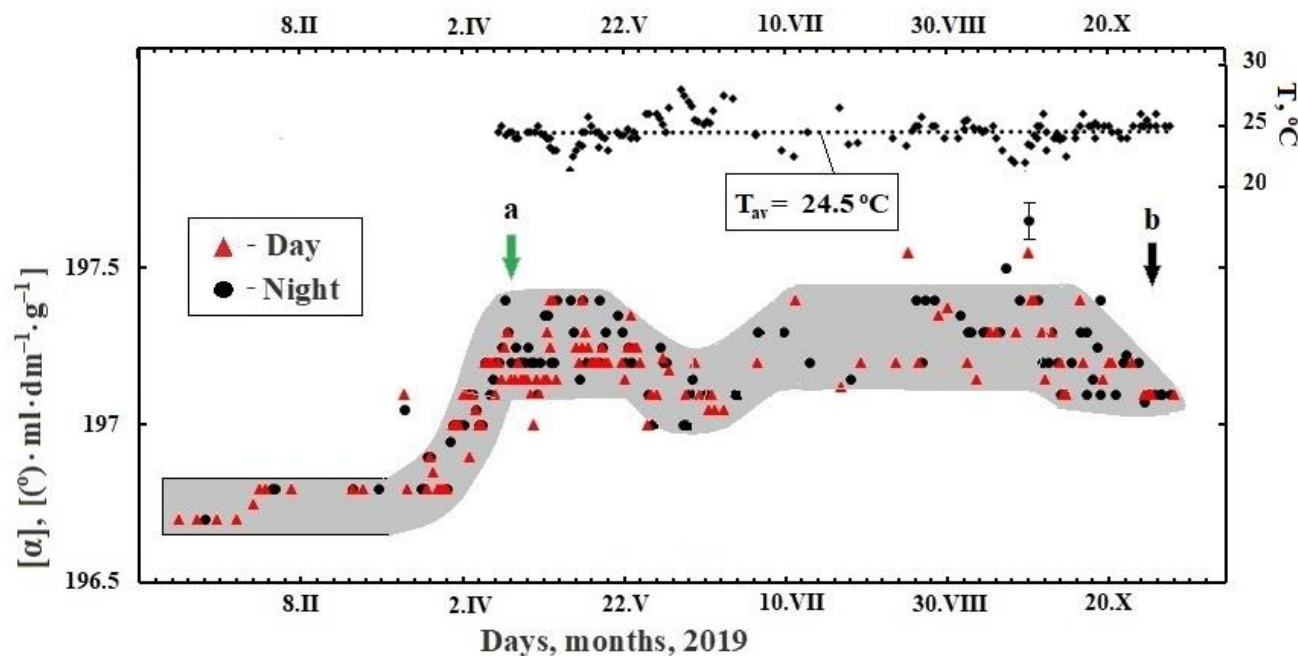 8.II 2.IV 22.V 10.VII 30.VIII 20.X
30
25
20
T, °C
T_av = 24.5 °C
a
b
▲ - Day
● - Night
197.5
197
196.5
[α], [(º)·ml·dm⁻¹·g⁻¹)
8.II 2.IV 22.V 10.VII 30.VIII 20.X
Days, months, 2019